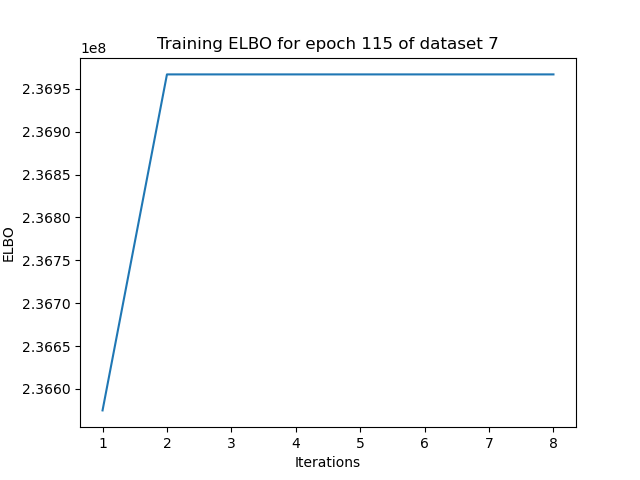 Training ELBO for epoch 115 of dataset 7
1e8
2.3695
2.3690
2.3685
2.3680
2.3675
2.3670
2.3665
2.3660
ELBO
1 2 3 4 5 6 7 8
Iterations